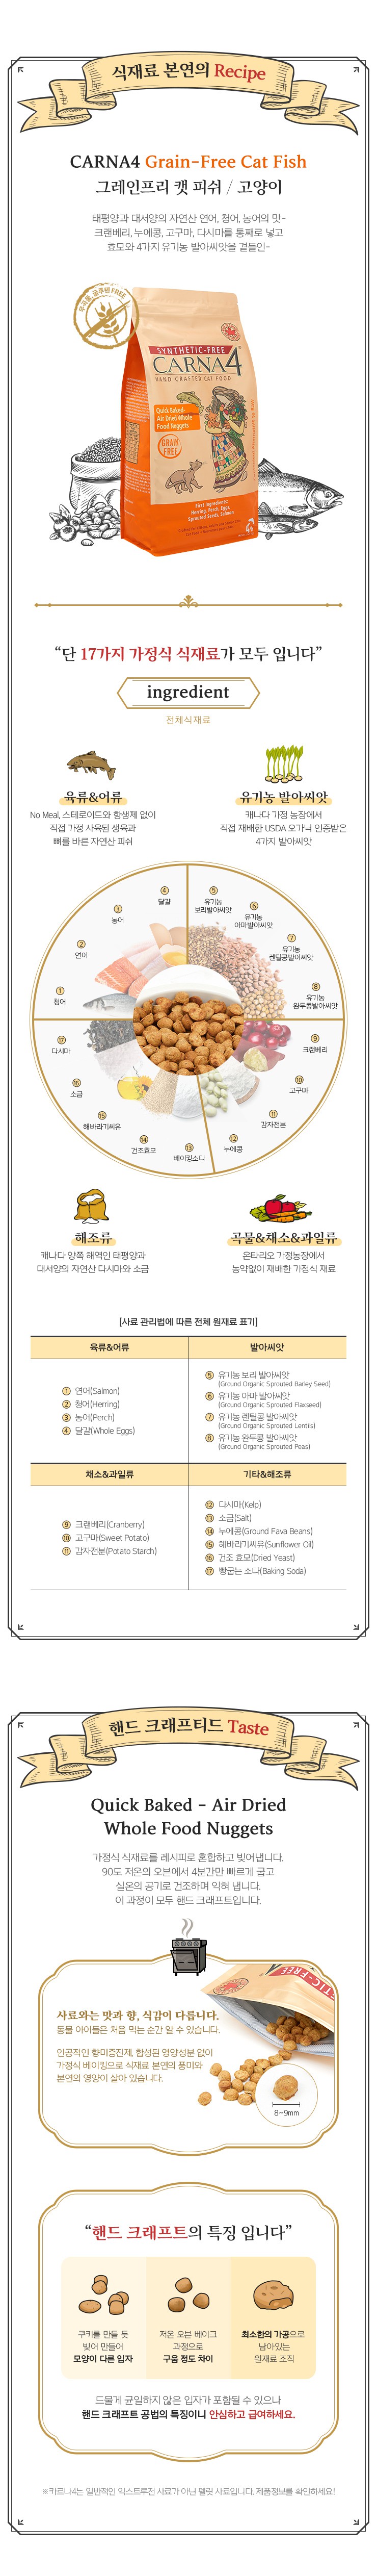 식재료 본연의 Recipe
CARNA4 Grain-Free Cat Fish
그레인프리 캣 피쉬 / 고양이
태평양과 대서양의 자연산 연어, 청어, 농어의 맛~
크랜베리, 누에콩, 고구마, 다시마를 통째로 넣고
효모와 4가지 유기농 발아씨앗을 곁들인~
무곡물, 글루텐 FREE
SYNTHETIC-FREE
CARNA4
HAND CRAFTED CAT FOOD
Quick Baked-
Air Dried Whole
Food Nuggets
GRAIN
FREE
First Ingredients:
Herring, Perch, Eggs,
Sprouted Seeds, Salmon
“단 17가지 가정식 식재료가 모두 입니다”
ingredient
전체식재료
육류&어류
No Meal, 스테로이드와 항생제 없이
직접 가정 사육된 생육과
뼈를 바른 자연산 피쉬
유기농 발아씨앗
캐나다 가정 농장에서
직접 재배한 USDA 오가닉 인증받은
4가지 발아씨앗
④
달걀
⑤
유기농
보리발아씨앗
③
농어
⑥
유기농
아마발아씨앗
②
연어
⑦
유기농
렌틸콩발아씨앗
①
청어
⑧
유기농
완두콩발아씨앗
⑰
다시마
⑨
크랜베리
⑯
소금
⑩
고구마
⑮
해바라기씨유
⑪
감자전분
⑭
건조효모
⑬
베이킹소다
⑫
누에콩
해조류
캐나다 양쪽 해역인 태평양과
대서양의 자연산 다시마와 소금
곡물&채소&과일류
온타리오 가정농장에서
농약없이 재배한 가정식 재료
[사료 관리법에 따른 전체 원재료 표기]
육류&어류
발아씨앗
① 연어(Salmon)
② 청어(Herring)
③ 농어(Perch)
④ 달걀(Whole Eggs)
⑤ 유기농 보리 발아씨앗
(Ground Organic Sprouted Barley Seed)
⑥ 유기농 아마 발아씨앗
(Ground Organic Sprouted Flaxseed)
⑦ 유기농 렌틸콩 발아씨앗
(Ground Organic Sprouted Lentils)
⑧ 유기농 완두콩 발아씨앗
(Ground Organic Sprouted Peas)
채소&과일류
기타&해조류
⑨ 크랜베리(Cranberry)
⑩ 고구마(Sweet Potato)
⑪ 감자전분(Potato Starch)
⑫ 다시마(Kelp)
⑬ 소금(Salt)
⑭ 누에콩(Ground Fava Beans)
⑮ 해바라기씨유(Sunflower Oil)
⑯ 건조 효모(Dried Yeast)
⑰ 빵굽는 소다(Baking Soda)
핸드 크래프티드 Taste
Quick Baked - Air Dried
Whole Food Nuggets
가정식 식재료를 레시피로 혼합하고 빚어냅니다.
90도 저온의 오븐에서 4분간만 빠르게 굽고
실온의 공기로 건조하며 익혀 냅니다.
이 과정이 모두 핸드 크래프트입니다.
사료와는 맛과 향, 식감이 다릅니다.
동물 아이들은 처음 먹는 순간 알 수 있습니다.
인공적인 향미증진제, 합성된 영양성분 없이
가정식 베이킹으로 식재료 본연의 풍미와
본연의 영양이 살아 있습니다.
TIC-FREE
8~9mm
“핸드 크래프트의 특징 입니다”
쿠키를 만들 듯
빚어 만들어
모양이 다른 입자
저온 오븐 베이크
과정으로
구움 정도 차이
최소한의 가공으로
남아있는
원재료 조직
드물게 균일하지 않은 입자가 포함될 수 있으나
핸드 크래프트 공법의 특징이니 안심하고 급여하세요.
※ 카르나4는 일반적인 익스트루전 사료가 아닌 펠릿 사료입니다. 제품정보를 확인하세요!